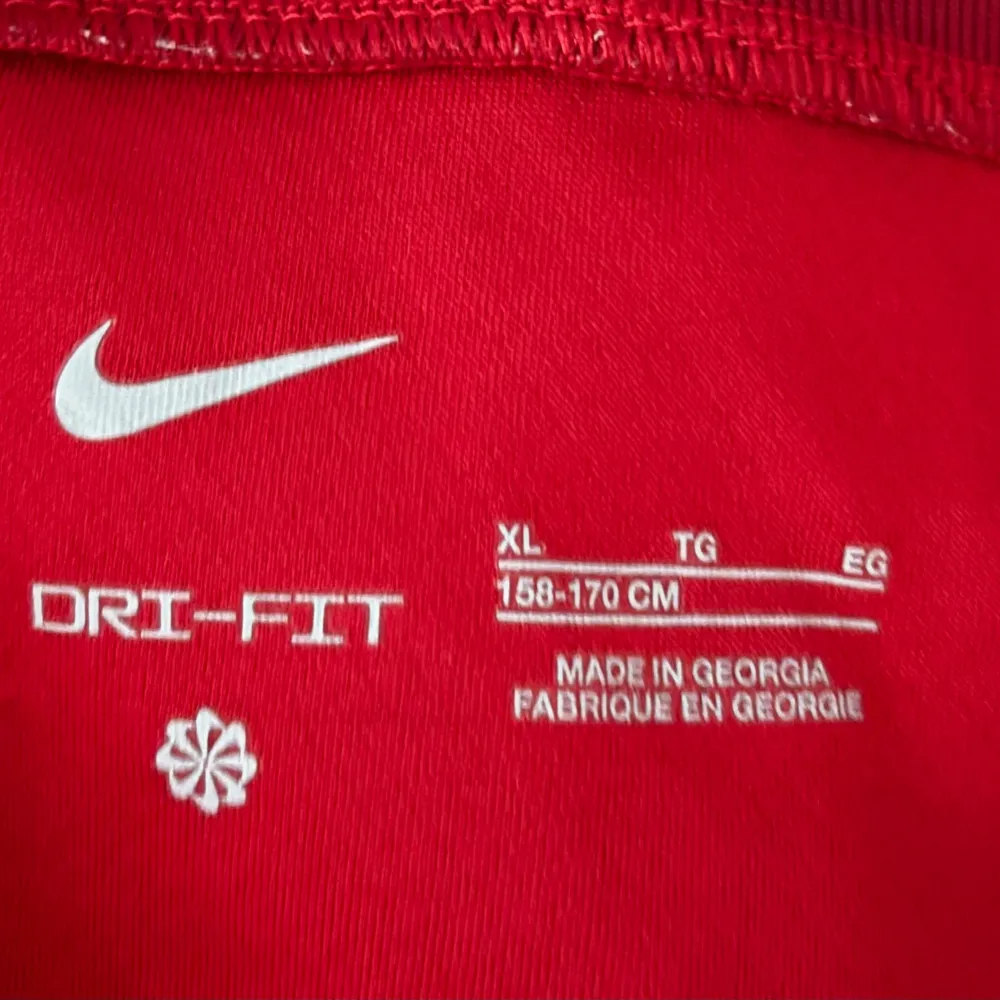 DRI-FIT
XL TG EG
158-170 CM
MADE IN GEORGIA
FABRIQUE EN GEORGIE